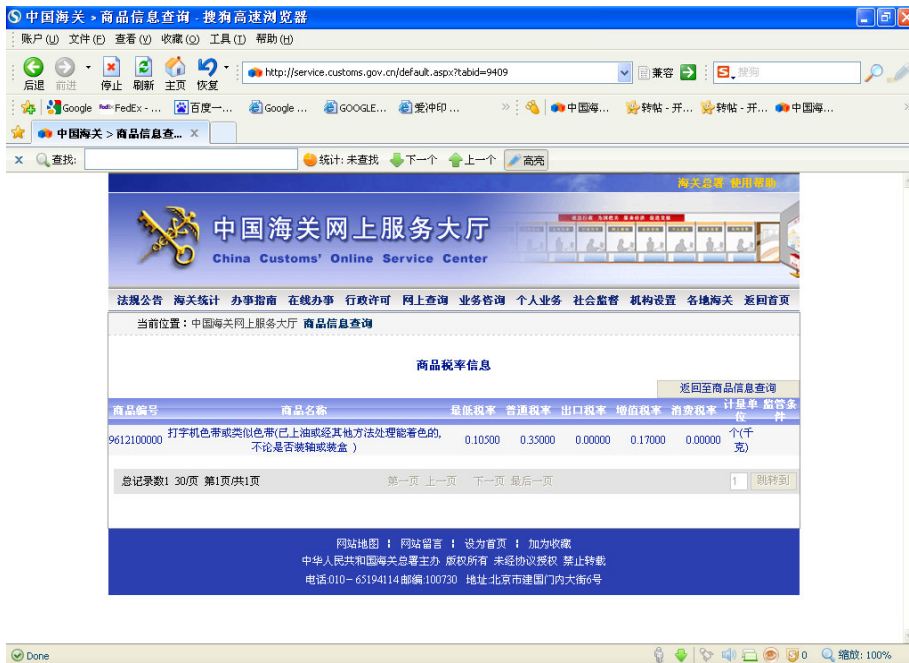 中国海关 > 商品信息查询 - 搜狗高速浏览器
账户(U) 文件(F) 查看(V) 收藏(O) 工具(T) 帮助(H)
后退 前进 停止 刷新 主页 恢复 http://service.customs.gov.cn/default.aspx?tabid=9409 兼容 搜狗
Google FedEx - ... 百度一... Google ... GOOGLE... 爱冲印 ... » 中国海... 转帖 - 开... 转帖 - 开... 中国海...
中国海关 > 商品信息查... x
x 查找: 统计: 未查找 下一个 上一个 高亮
海关总署 使用帮助
中国海关网上服务大厅
China Customs' Online Service Center
法规公告 海关统计 办事指南 在线办事 行政许可 网上查询 业务咨询 个人业务 社会监督 机构设置 各地海关 返回首页
当前位置：中国海关网上服务大厅 商品信息查询
商品税率信息
返回至商品信息查询
商品编号 商品名称 最低税率 普通税率 出口税率 增值税率 消费税率 计量单位 监管条件
9612100000 打字机色带或类似色带(已上油或经其他方法处理能着色的, 不论是否装轴或装盒 ) 0.10500 0.35000 0.00000 0.17000 0.00000 个(千克)
总记录数1 30/页 第1页/共1页 第一页 上一页 下一页 最后一页 1 跳转到
网站地图 ┇ 网站留言 ┇ 设为首页 ┇ 加为收藏
中华人民共和国海关总署主办 版权所有 未经协议授权 禁止转载
电话:010－65194114 邮编:100730 地址:北京市建国门内大街6号
Done 0 缩放: 100%